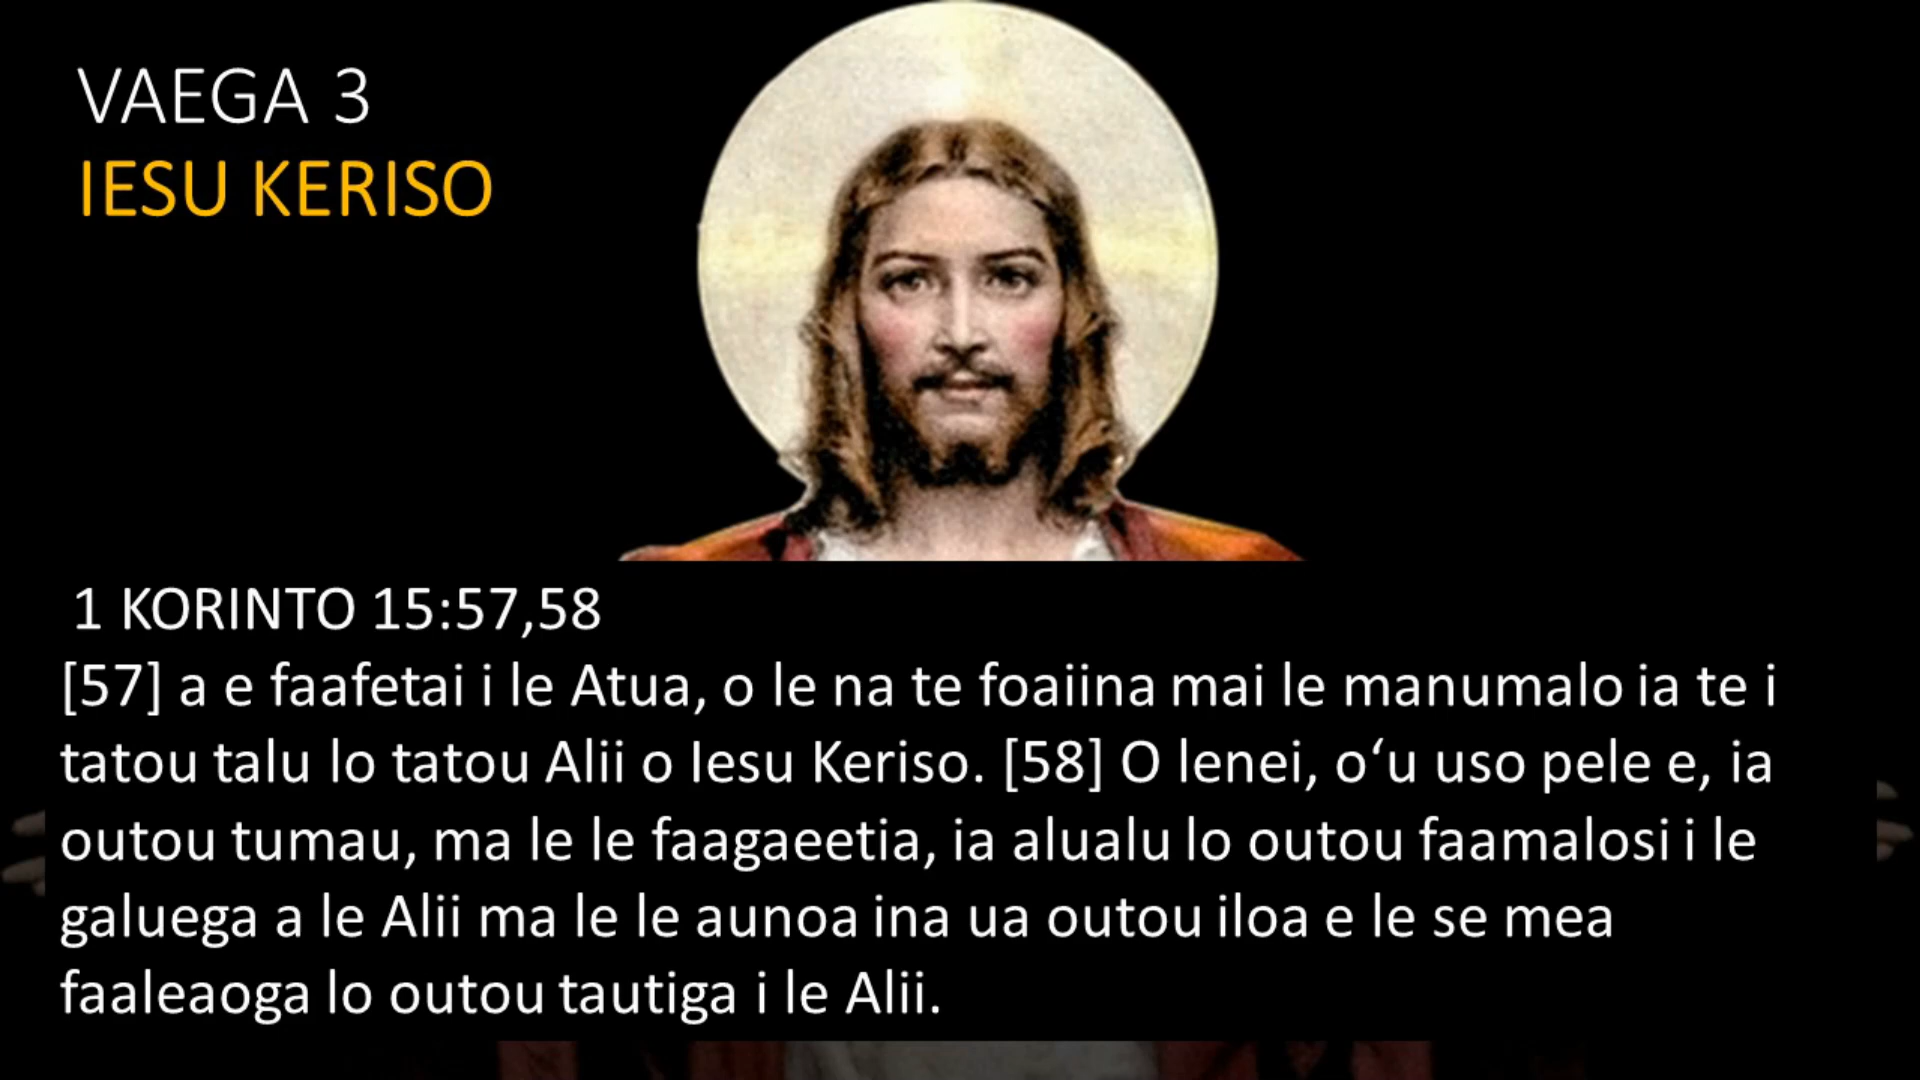 VAEGA 3
IESU KERISO
1 KORINTO 15:57,58
[57] a e faafetai i le Atua, o le na te foaiina mai le manumalo ia te i
tatou talu lo tatou Alii o Iesu Keriso. [58] O lenei, o‘u uso pele e, ia
outou tumau, ma le le faagaeetia, ia alualu lo outou faamalosi i le
galuega a le Alii ma le le aunoa ina ua outou iloa e le se mea
faaleaoga lo outou tautiga i le Alii.